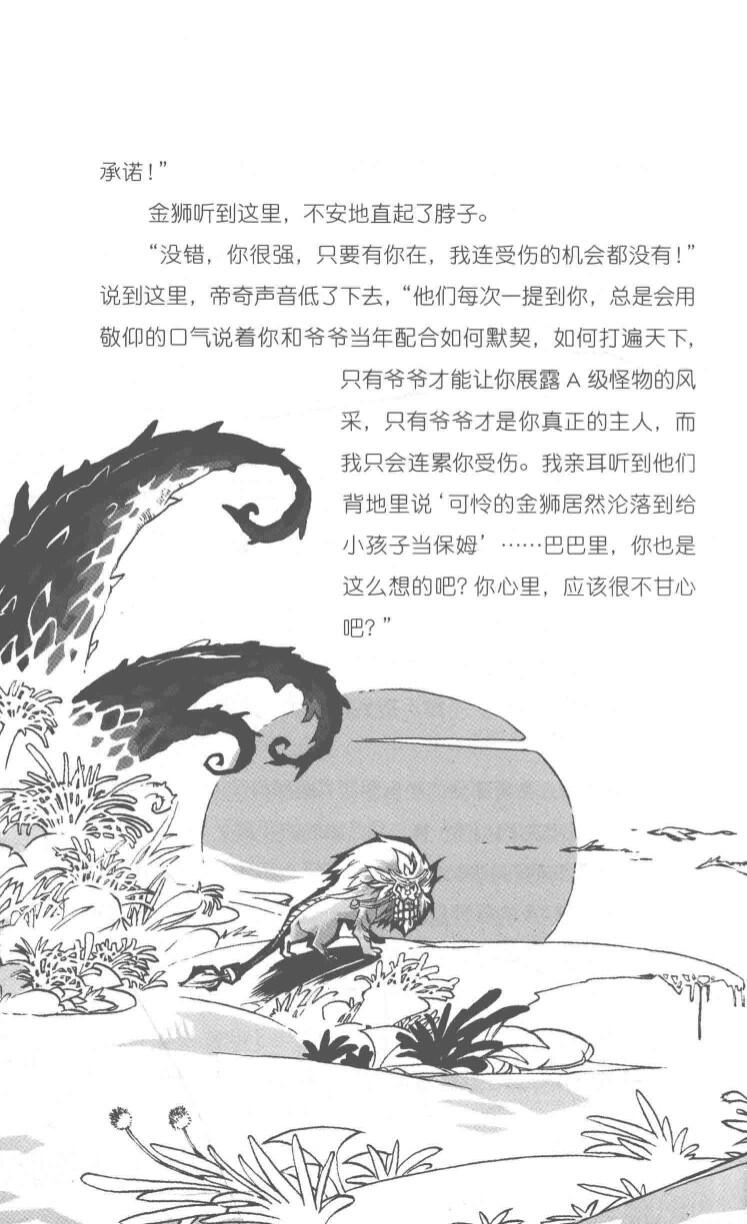 承诺！”
金狮听到这里，不安地直起了脖子。
“没错，你很强，只要有你在，我连受伤的机会都没有！”
说到这里，帝奇声音低了下去，“他们每次一提到你，总是会用
敬仰的口气说着你和爷爷当年配合如何默契，如何打遍天下，
只有爷爷才能让你展露 A 级怪物的风
采，只有爷爷才是你真正的主人，而
我只会连累你受伤。我亲耳听到他们
背地里说‘可怜的金狮居然沦落到给
小孩子当保姆’……巴巴里，你也是
这么想的吧？你心里，应该很不甘心
吧？”